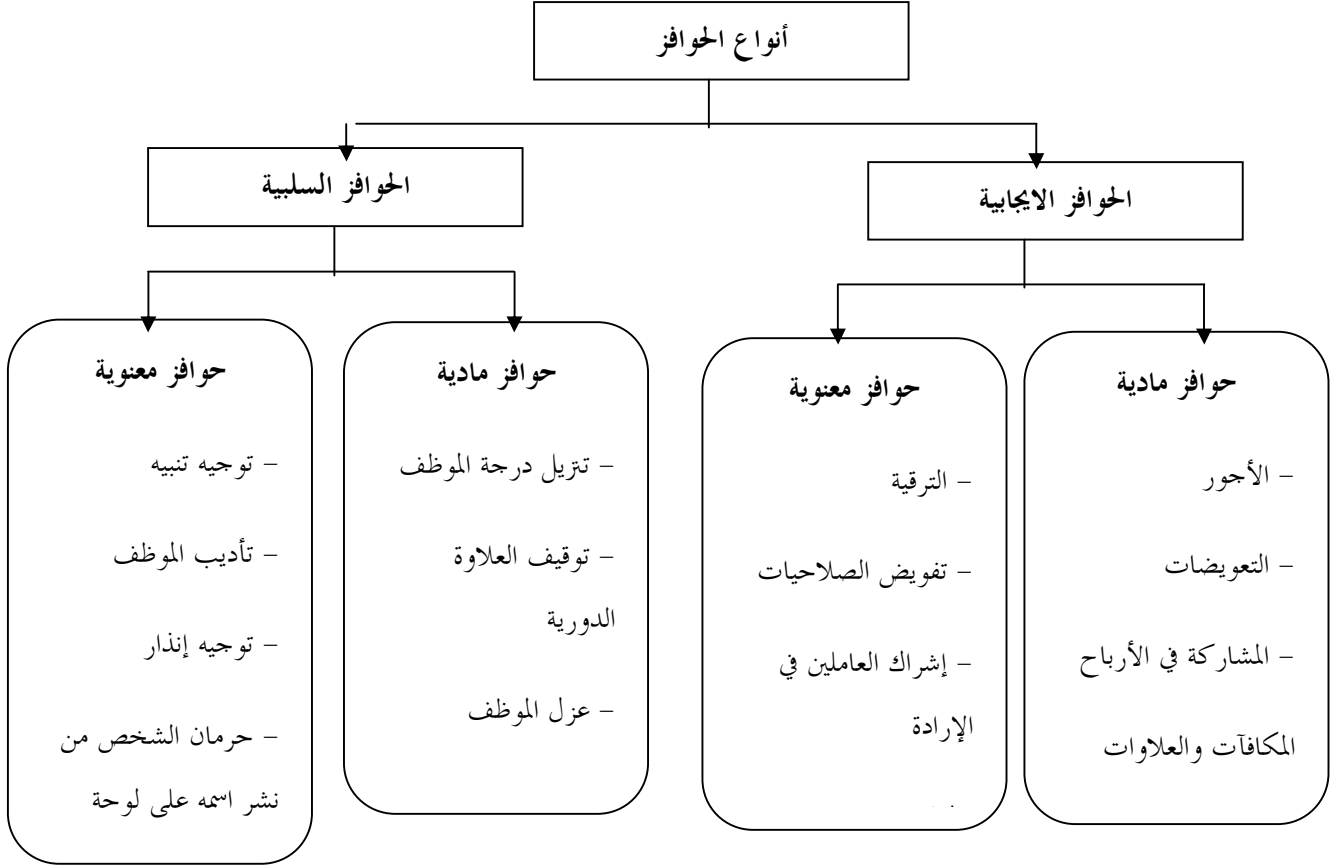 أنواع الحوافز
الحوافز الايجابية
الحوافز السلبية
حوافز مادية
– الأجور
– التعويضات
– المشاركة في الأرباح
المكافآت والعلاوات
حوافز معنوية
– الترقية
– تفويض الصلاحيات
– إشراك العاملين في
الإرادة
حوافز مادية
– تنزيل درجة الموظف
– توقيف العلاوة
الدورية
– عزل الموظف
حوافز معنوية
– توجيه تنبيه
– تأديب الموظف
– توجيه إنذار
– حرمان الشخص من
نشر اسمه على لوحة